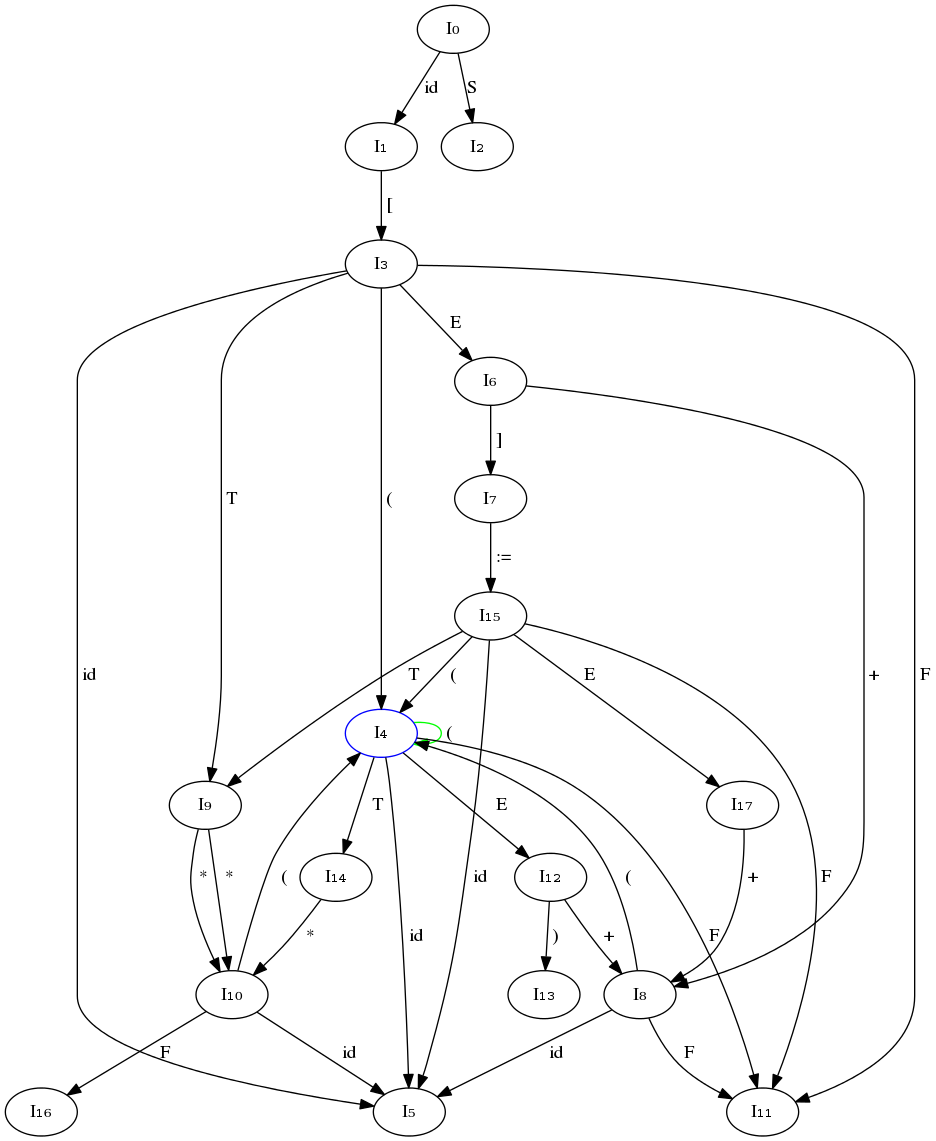 I₀
id
S
I₁
I₂
[
I₃
E
I₆
]
T
(
I₇
:=
I₁₅
id
T
(
E
+
F
I₄
(
I₉
I₁₇
T
E
*
*
(
I₁₄
id
I₁₂
(
+
F
*
id
)
+
F
I₁₀
I₁₃
I₈
F
id
id
F
I₁₆
I₅
I₁₁